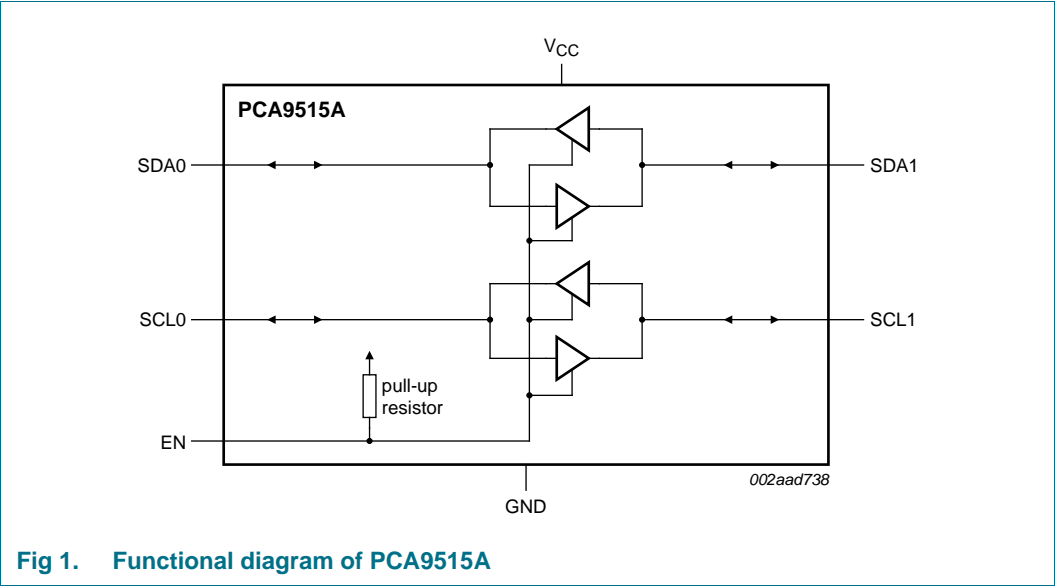 VCC
PCA9515A
SDA0
SDA1
SCL0
SCL1
pull-up
resistor
EN
002aad738
GND
Fig 1. Functional diagram of PCA9515A